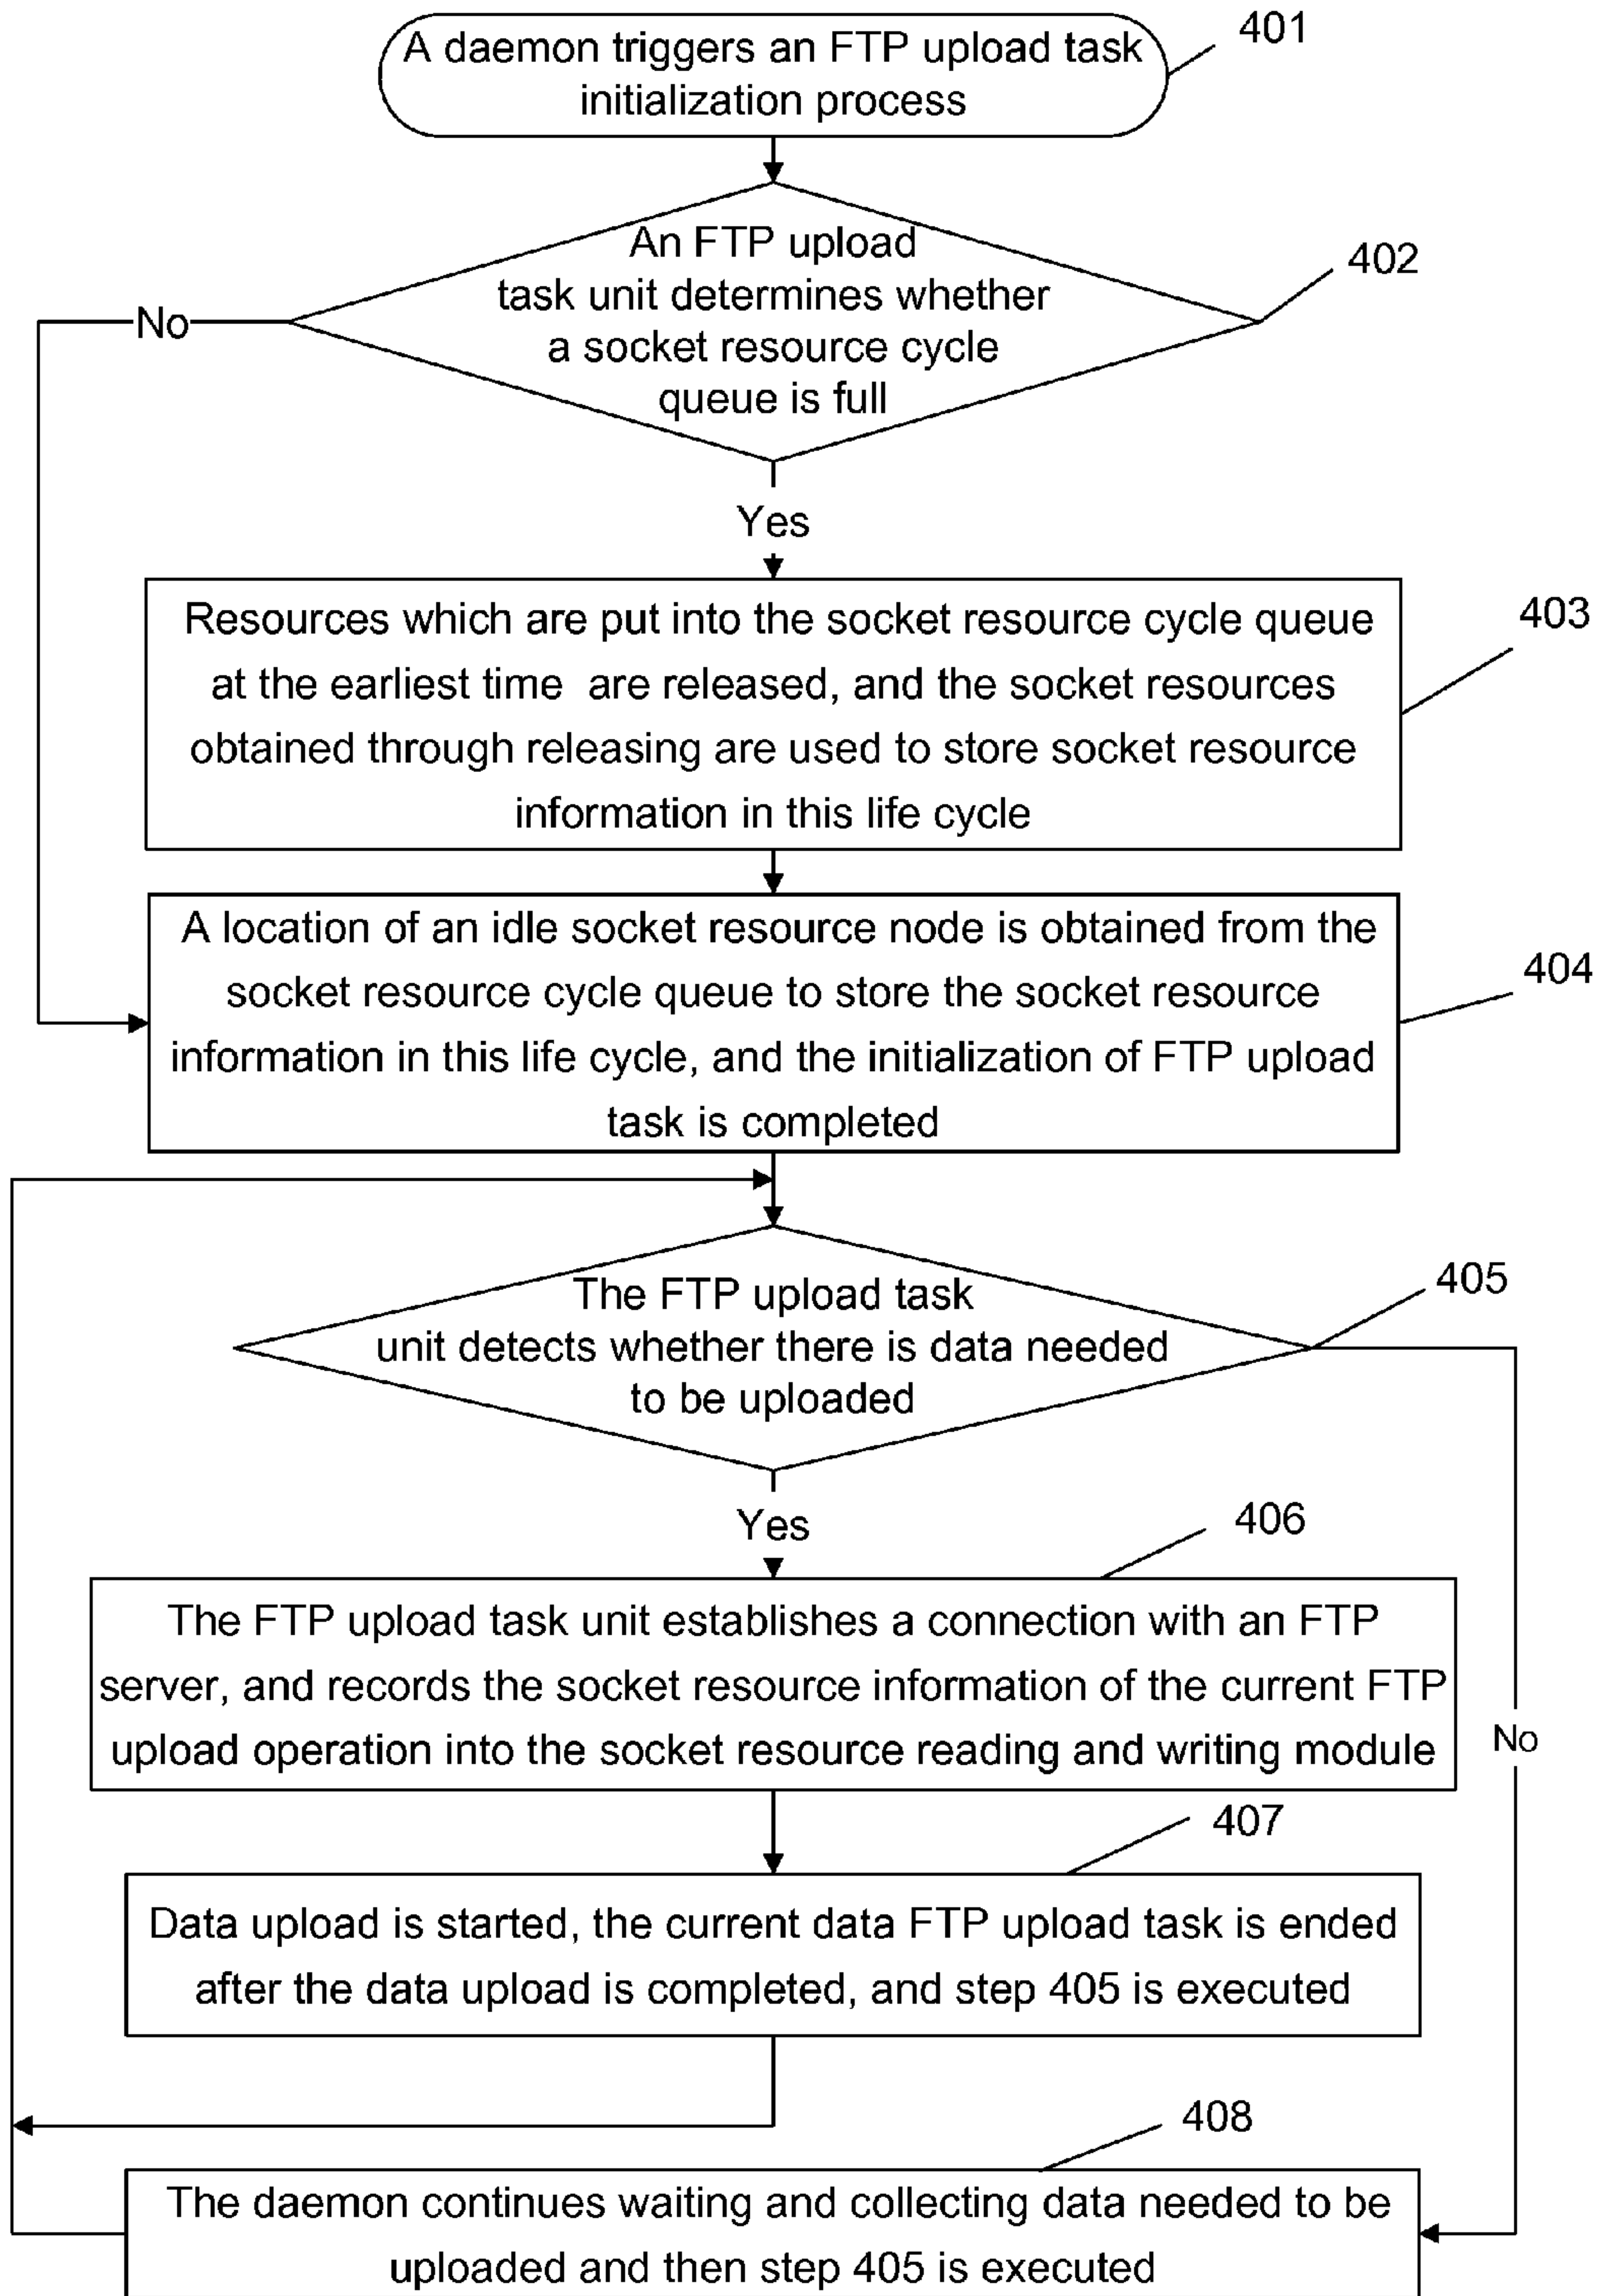 A daemon triggers an FTP upload task
initialization process
401
An FTP upload
task unit determines whether
a socket resource cycle
queue is full
402
No
Yes
Resources which are put into the socket resource cycle queue
at the earliest time are released, and the socket resources
obtained through releasing are used to store socket resource
information in this life cycle
403
A location of an idle socket resource node is obtained from the
socket resource cycle queue to store the socket resource
information in this life cycle, and the initialization of FTP upload
task is completed
404
The FTP upload task
unit detects whether there is data needed
to be uploaded
405
Yes
406
The FTP upload task unit establishes a connection with an FTP
server, and records the socket resource information of the current FTP
upload operation into the socket resource reading and writing module
No
407
Data upload is started, the current data FTP upload task is ended
after the data upload is completed, and step 405 is executed
408
The daemon continues waiting and collecting data needed to be
uploaded and then step 405 is executed